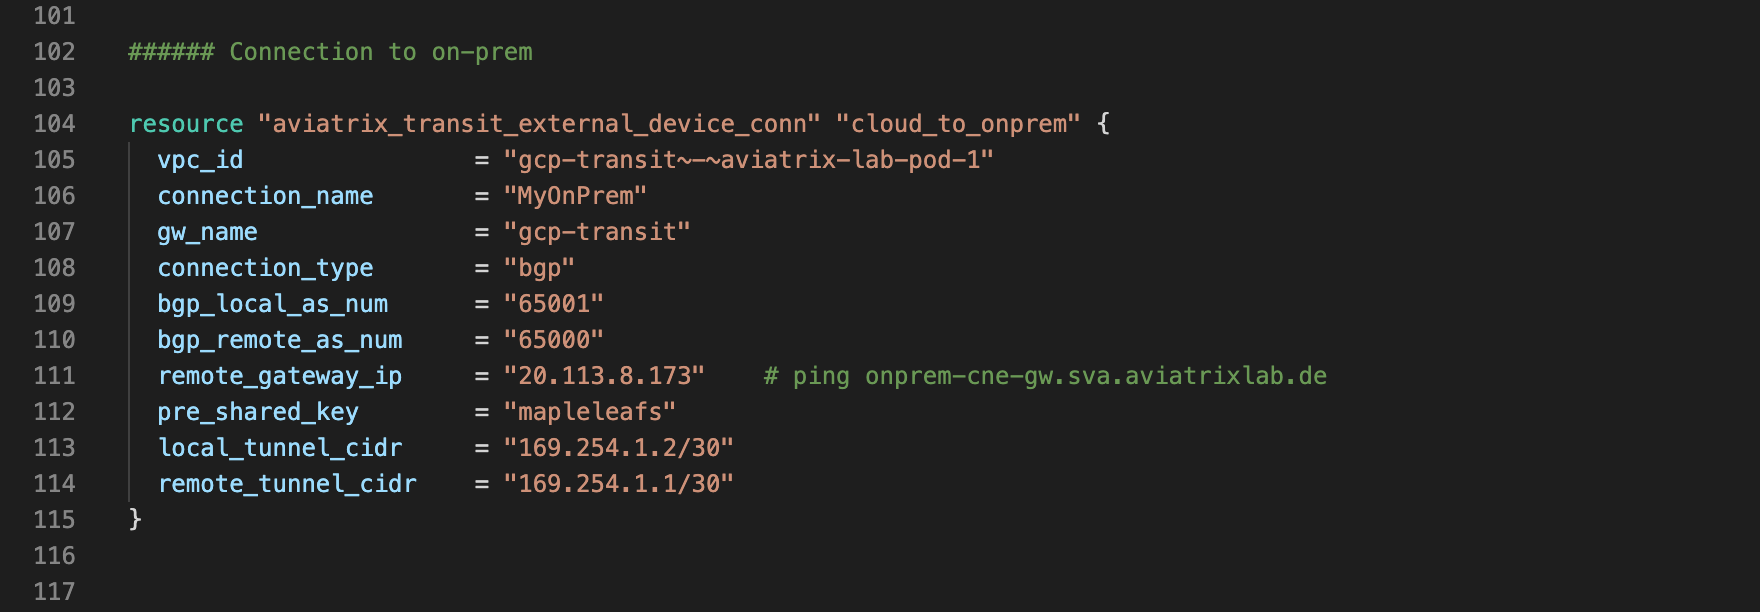 101
102 ###### Connection to on-prem
103
104 resource "aviatrix_transit_external_device_conn" "cloud_to_onprem" {
105   vpc_id                = "gcp-transit~-~aviatrix-lab-pod-1"
106   connection_name       = "MyOnPrem"
107   gw_name               = "gcp-transit"
108   connection_type       = "bgp"
109   bgp_local_as_num      = "65001"
110   bgp_remote_as_num     = "65000"
111   remote_gateway_ip     = "20.113.8.173"    # ping onprem-cne-gw.sva.aviatrixlab.de
112   pre_shared_key        = "mapleleafs"
113   local_tunnel_cidr     = "169.254.1.2/30"
114   remote_tunnel_cidr    = "169.254.1.1/30"
115 }
116
117